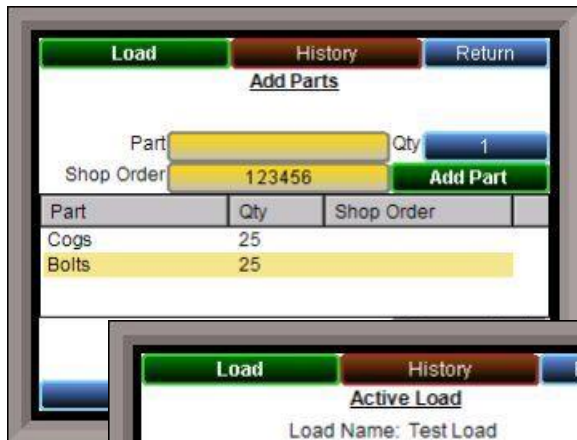 Load History Return
Add Parts
Part Qty 1
Shop Order 123456 Add Part
Part Qty Shop Order
Cogs 25
Bolts 25
Load History
Active Load
Load Name: Test Load